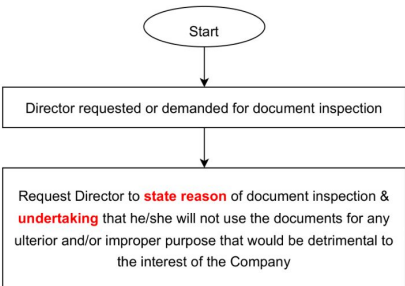 Start
Director requested or demanded for document inspection
Request Director to state reason of document inspection &
undertaking that he/she will not use the documents for any
ulterior and/or improper purpose that would be detrimental to
the interest of the Company